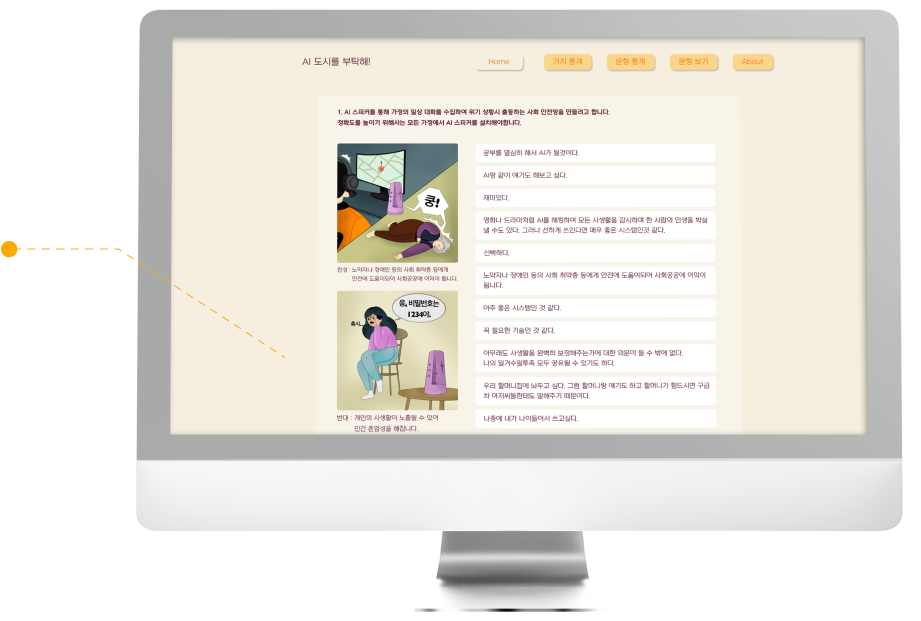 AI 도시를 부탁해!
Home
가치 통계
문항 통계
문항 보기
About
1. AI 스피커를 통해 가정의 일상 대화를 수집하여 위기 상황시 출동하는 사회 안전망을 만들려고 합니다.
정확도를 높이기 위해서는 모든 가정에서 AI 스피커를 설치해야합니다.
쿵!
찬성 : 노약자나 장애인 등의 사회 취약층 등에게
안전에 도움이되어 사회공공에 이익이 됩니다.
응, 비밀번호는
1234야.
혹시..
반대 : 개인의 사생활이 노출될 수 있어
인간 존엄성을 해칩니다.
공부를 열심히 해서 AI가 될것이다.
AI랑 같이 얘기도 해보고 싶다.
재미있다.
영화나 드라마처럼 AI를 해킹하여 모든 사생활을 감시하며 한 사람의 인생을 박살
낼 수도 있다. 그러나 선하게 쓰인다면 매우 좋은 시스템인것 같다.
신박하다.
노약자나 장애인 등의 사회 취약층 등에게 안전에 도움이되어 사회공공에 이익이
됩니다.
아주 좋은 시스템인 것 같다.
꼭 필요한 기술인 것 같다.
아무래도 사생활을 완벽히 보장해주는가에 대한 의문이 들 수 밖에 없다.
나의 일거수일투족 모두 공유될 수 있기도 하다.
우리 할머니집에 놔두고 싶다. 그럼 할머니랑 얘기도 하고 할머니가 힘드시면 구급
차 아저씨들한테도 말해주기 때문이다.
나중에 내가 나이들어서 쓰고싶다.